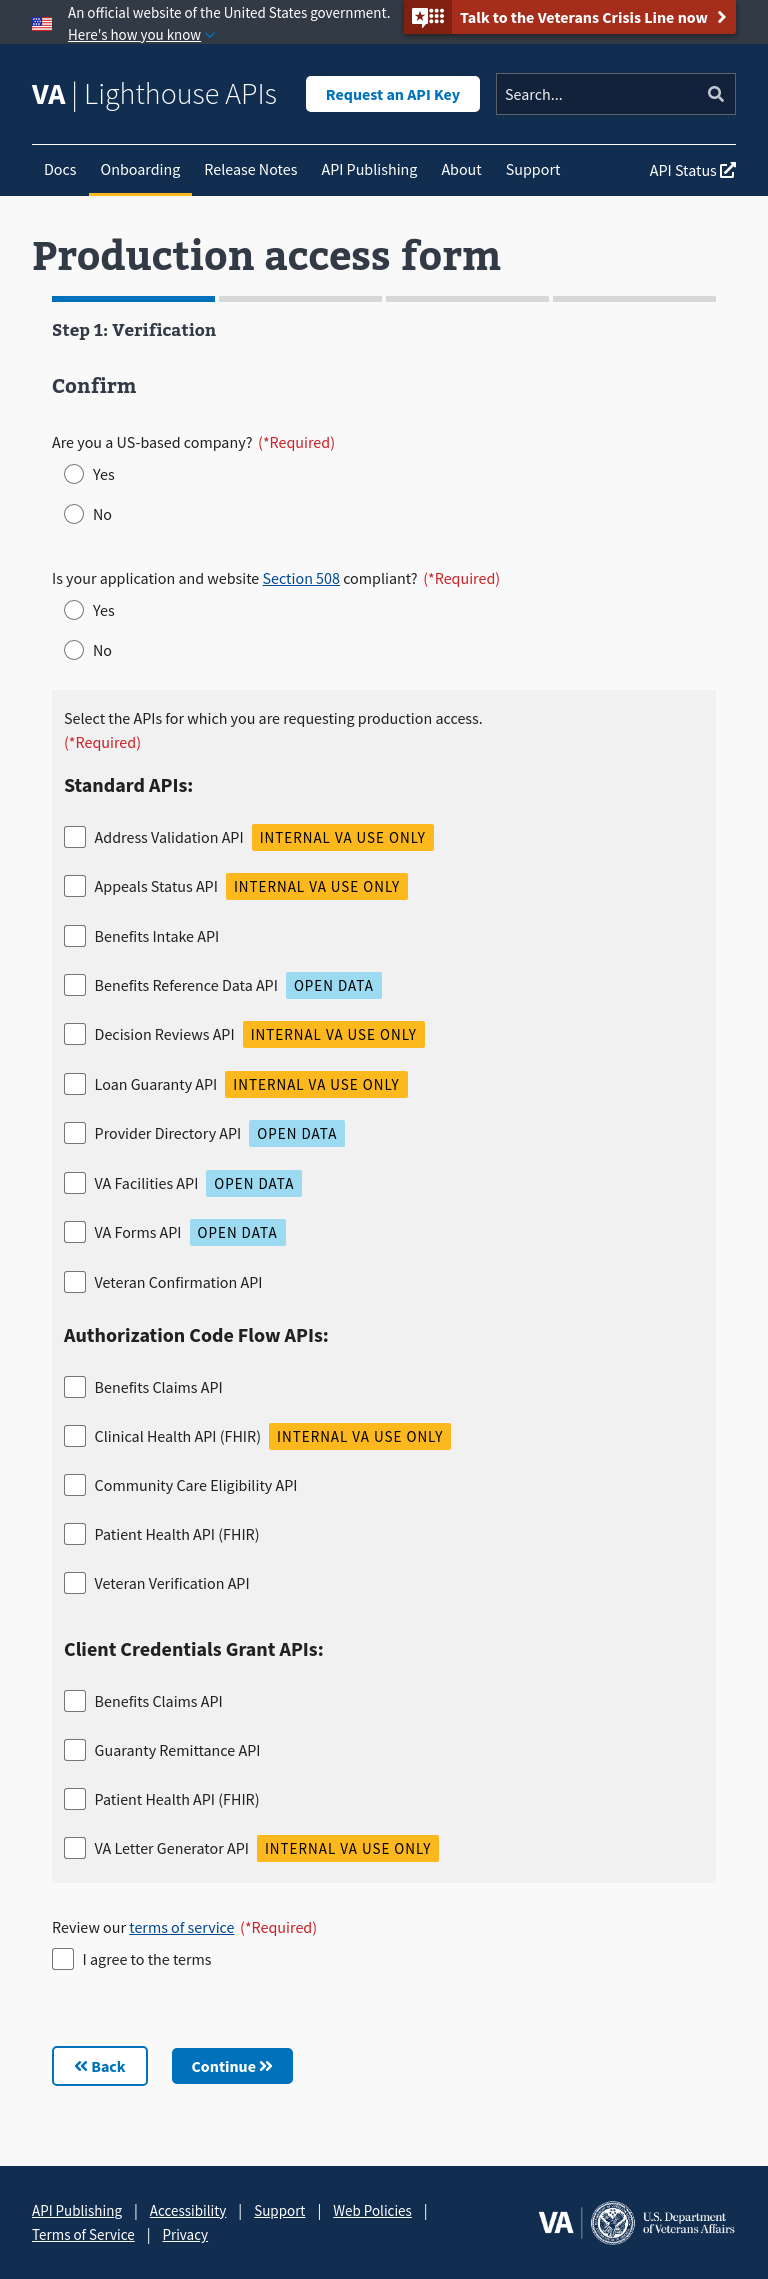 An official website of the United States government.
Here's how you know
Talk to the Veterans Crisis Line now
VA | Lighthouse APIs
Request an API Key
Search...
Docs
Onboarding
Release Notes
API Publishing
About
Support
API Status
Production access form
Step 1: Verification
Confirm
Are you a US-based company? (*Required)
Yes
No
Is your application and website Section 508 compliant? (*Required)
Yes
No
Select the APIs for which you are requesting production access.
(*Required)
Standard APIs:
Address Validation API INTERNAL VA USE ONLY
Appeals Status API INTERNAL VA USE ONLY
Benefits Intake API
Benefits Reference Data API OPEN DATA
Decision Reviews API INTERNAL VA USE ONLY
Loan Guaranty API INTERNAL VA USE ONLY
Provider Directory API OPEN DATA
VA Facilities API OPEN DATA
VA Forms API OPEN DATA
Veteran Confirmation API
Authorization Code Flow APIs:
Benefits Claims API
Clinical Health API (FHIR) INTERNAL VA USE ONLY
Community Care Eligibility API
Patient Health API (FHIR)
Veteran Verification API
Client Credentials Grant APIs:
Benefits Claims API
Guaranty Remittance API
Patient Health API (FHIR)
VA Letter Generator API INTERNAL VA USE ONLY
Review our terms of service (*Required)
I agree to the terms
Back
Continue
API Publishing | Accessibility | Support | Web Policies |
Terms of Service | Privacy
VA
U.S. Department
of Veterans Affairs